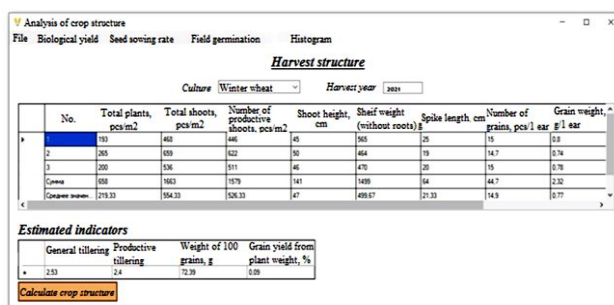 Analysis of crop structure
File Biological yield Seed sowing rate Field germination Histogram
Harvest structure
Culture Winter wheat Harvest year 2021
No. Total plants, pcs/m2 Total shoots, pcs/m2 Number of productive shoots, pcs/m2 Shoot height, cm Sheif weight (without roots) g Spike length, cm Number of grains, pcs/1 ear Grain weight, g/1 ear
1 193 468 446 45 565 25 15 0.8
2 265 659 622 50 464 19 14.7 0.74
3 200 536 511 46 470 20 15 0.78
Сумма 658 1663 1579 141 1499 64 44.7 2.32
Среднее значен... 219.33 554.33 526.33 47 499.67 21.33 14.9 0.77
Estimated indicators
General tillering Productive tillering Weight of 100 grains, g Grain yield from plant weight, %
2.53 2.4 72.39 0.09
Calculate crop structure